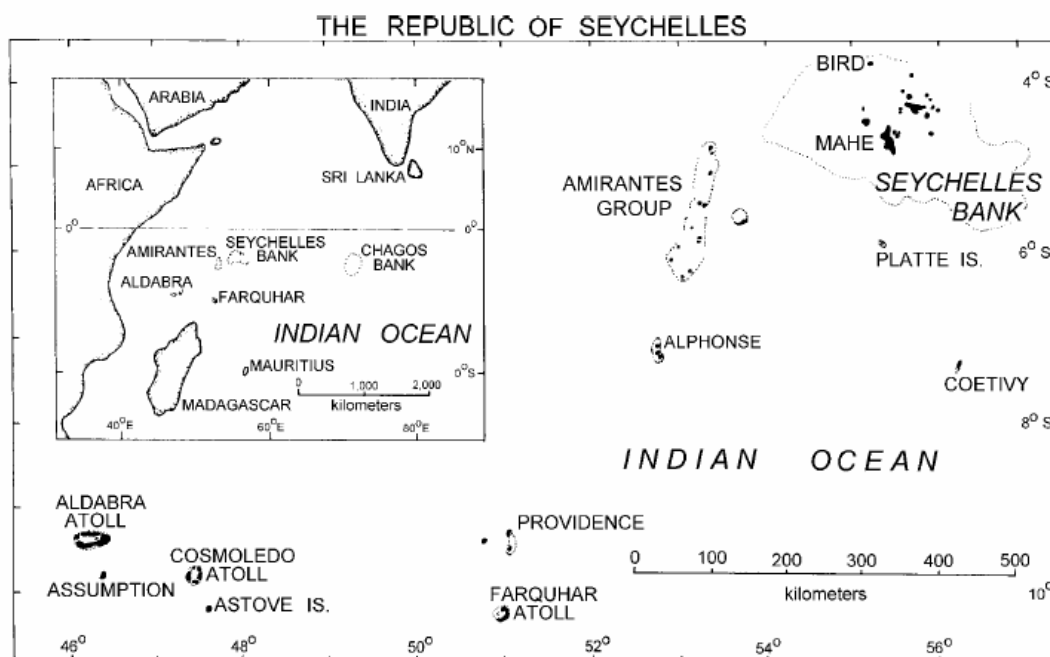 THE REPUBLIC OF SEYCHELLES
ARABIA
INDIA
10°N
AFRICA
SRI LANKA
0°
0°
AMIRANTES
SEYCHELLES
BANK
CHAGOS
BANK
ALDABRA
FARQUHAR
INDIAN OCEAN
MAURITIUS
0°S
0 1,000 2,000
kilometers
MADAGASCAR
40°E
60°E
80°E
BIRD
4° S
MAHE
SEYCHELLES
BANK
AMIRANTES
GROUP
6° S
PLATTE IS.
ALPHONSE
COETIVY
8° S
INDIAN OCEAN
ALDABRA
ATOLL
PROVIDENCE
COSMOLEDO
ATOLL
0 100 200 300 400 500
kilometers
ASSUMPTION
ASTOVE IS.
FARQUHAR
ATOLL
10°
46° 48° 50 52° 54° 56°